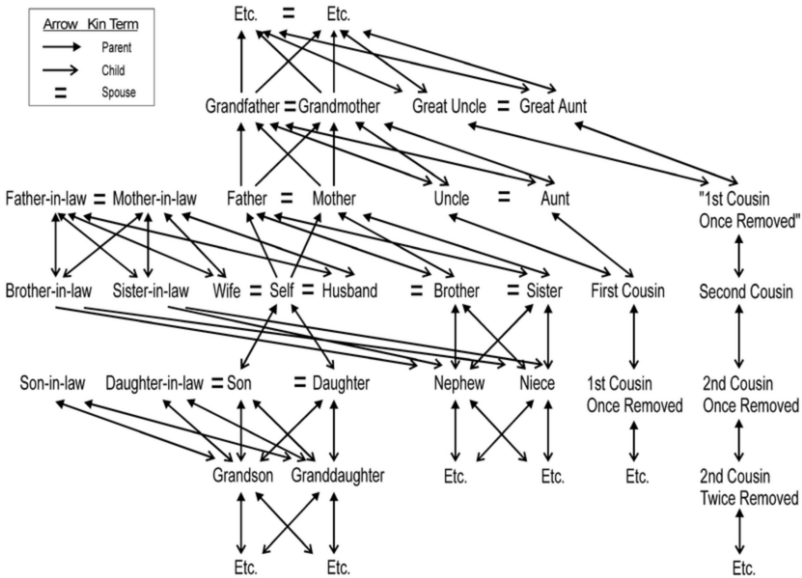 Arrow Kin Term
Parent
Child
= Spouse
Etc. = Etc.
Grandfather = Grandmother Great Uncle = Great Aunt
Father-in-law = Mother-in-law Father = Mother Uncle = Aunt "1st Cousin
Once Removed"
Brother-in-law Sister-in-law Wife = Self = Husband = Brother = Sister First Cousin Second Cousin
Son-in-law Daughter-in-law = Son = Daughter Nephew Niece 1st Cousin 2nd Cousin
Once Removed Once Removed
Grandson Granddaughter Etc. Etc. Etc. 2nd Cousin
Twice Removed
Etc. Etc. Etc.